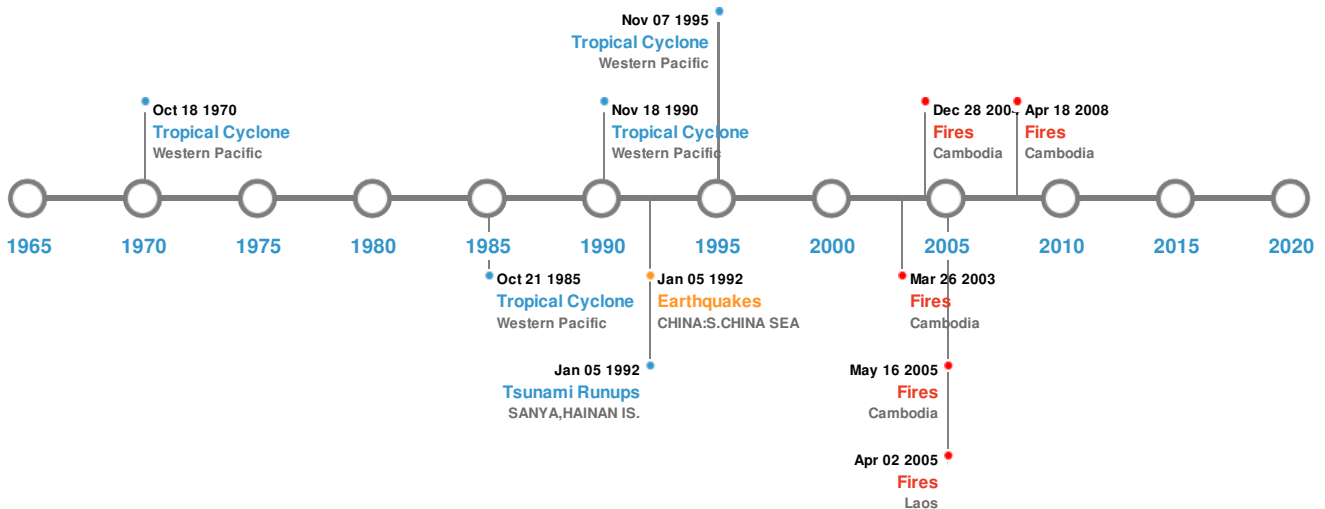 Nov 07 1995
Tropical Cyclone
Western Pacific
Oct 18 1970
Tropical Cyclone
Western Pacific
Nov 18 1990
Tropical Cyclone
Western Pacific
Dec 28 2004
Fires
Cambodia
Apr 18 2008
Fires
Cambodia
1965 1970 1975 1980 1985 1990 1995 2000 2005 2010 2015 2020
Oct 21 1985
Tropical Cyclone
Western Pacific
Jan 05 1992
Earthquakes
CHINA:S.CHINA SEA
Mar 26 2003
Fires
Cambodia
Jan 05 1992
Tsunami Runups
SANYA,HAINAN IS.
May 16 2005
Fires
Cambodia
Apr 02 2005
Fires
Laos